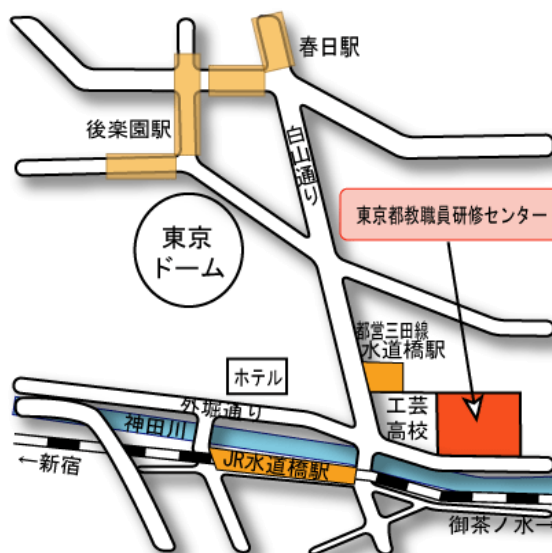 春日駅
後楽園駅
白山通り
東京都教職員研修センター
東京
ドーム
都営三田線
水道橋駅
ホテル
工芸
高校
外堀通り
神田川
JR水道橋駅
←新宿
御茶ノ水→